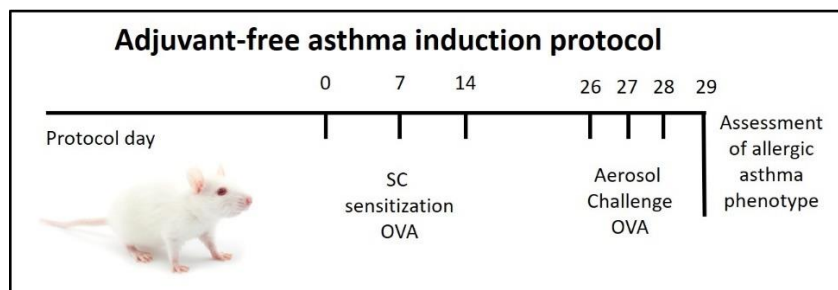 Adjuvant-free asthma induction protocol
0 7 14 26 27 28 29
Protocol day
SC
sensitization
OVA
Aerosol
Challenge
OVA
Assessment
of allergic
asthma
phenotype